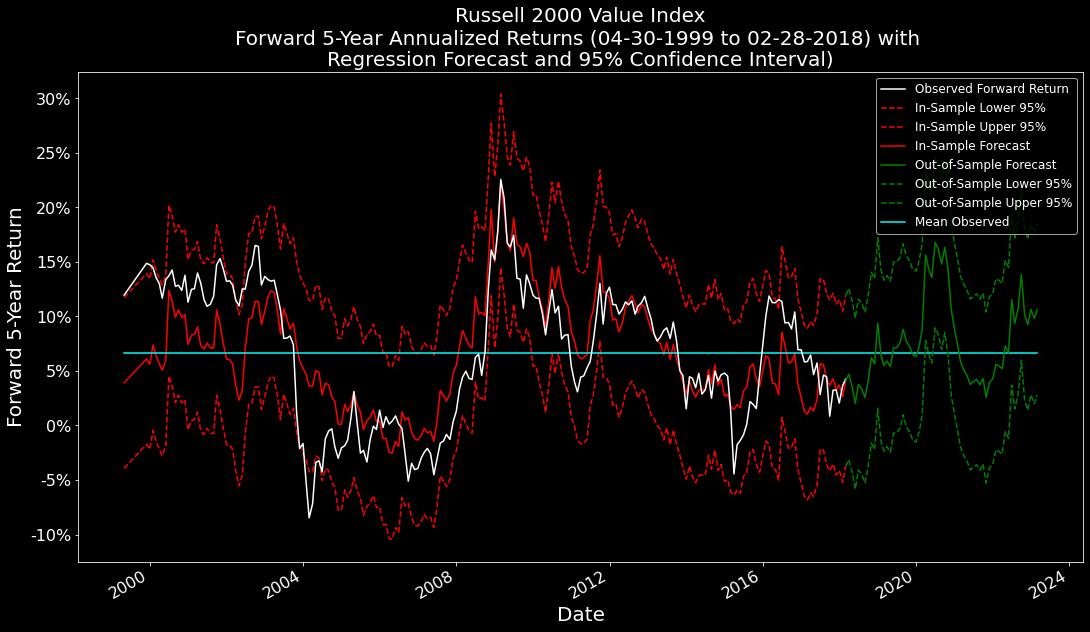 Russell 2000 Value Index
Forward 5-Year Annualized Returns (04-30-1999 to 02-28-2018) with
Regression Forecast and 95% Confidence Interval)
Observed Forward Return
In-Sample Lower 95%
In-Sample Upper 95%
In-Sample Forecast
Out-of-Sample Forecast
Out-of-Sample Lower 95%
Out-of-Sample Upper 95%
Mean Observed
Forward 5-Year Return
30%
25%
20%
15%
10%
5%
0%
-5%
-10%
2000
2004
2008
2012
2016
2020
2024
Date